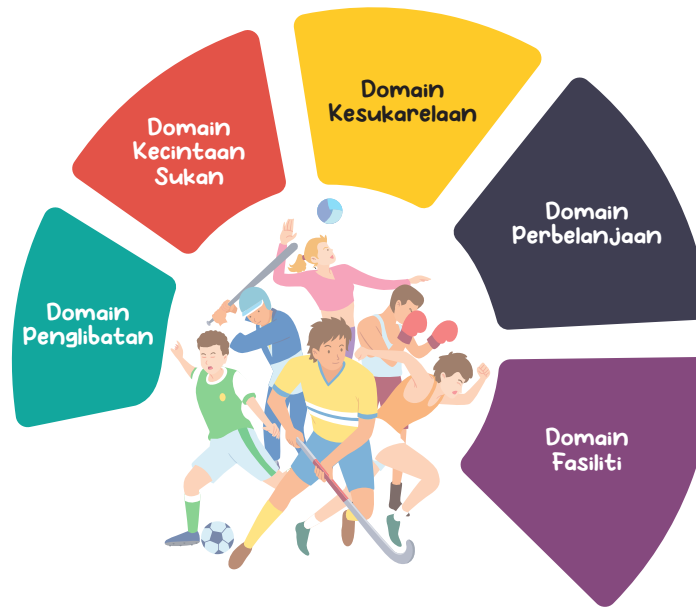 Domain
Penglibatan
Domain
Kecintaan
Sukan
Domain
Kesukarelaan
Domain
Perbelanjaan
Domain
Fasiliti